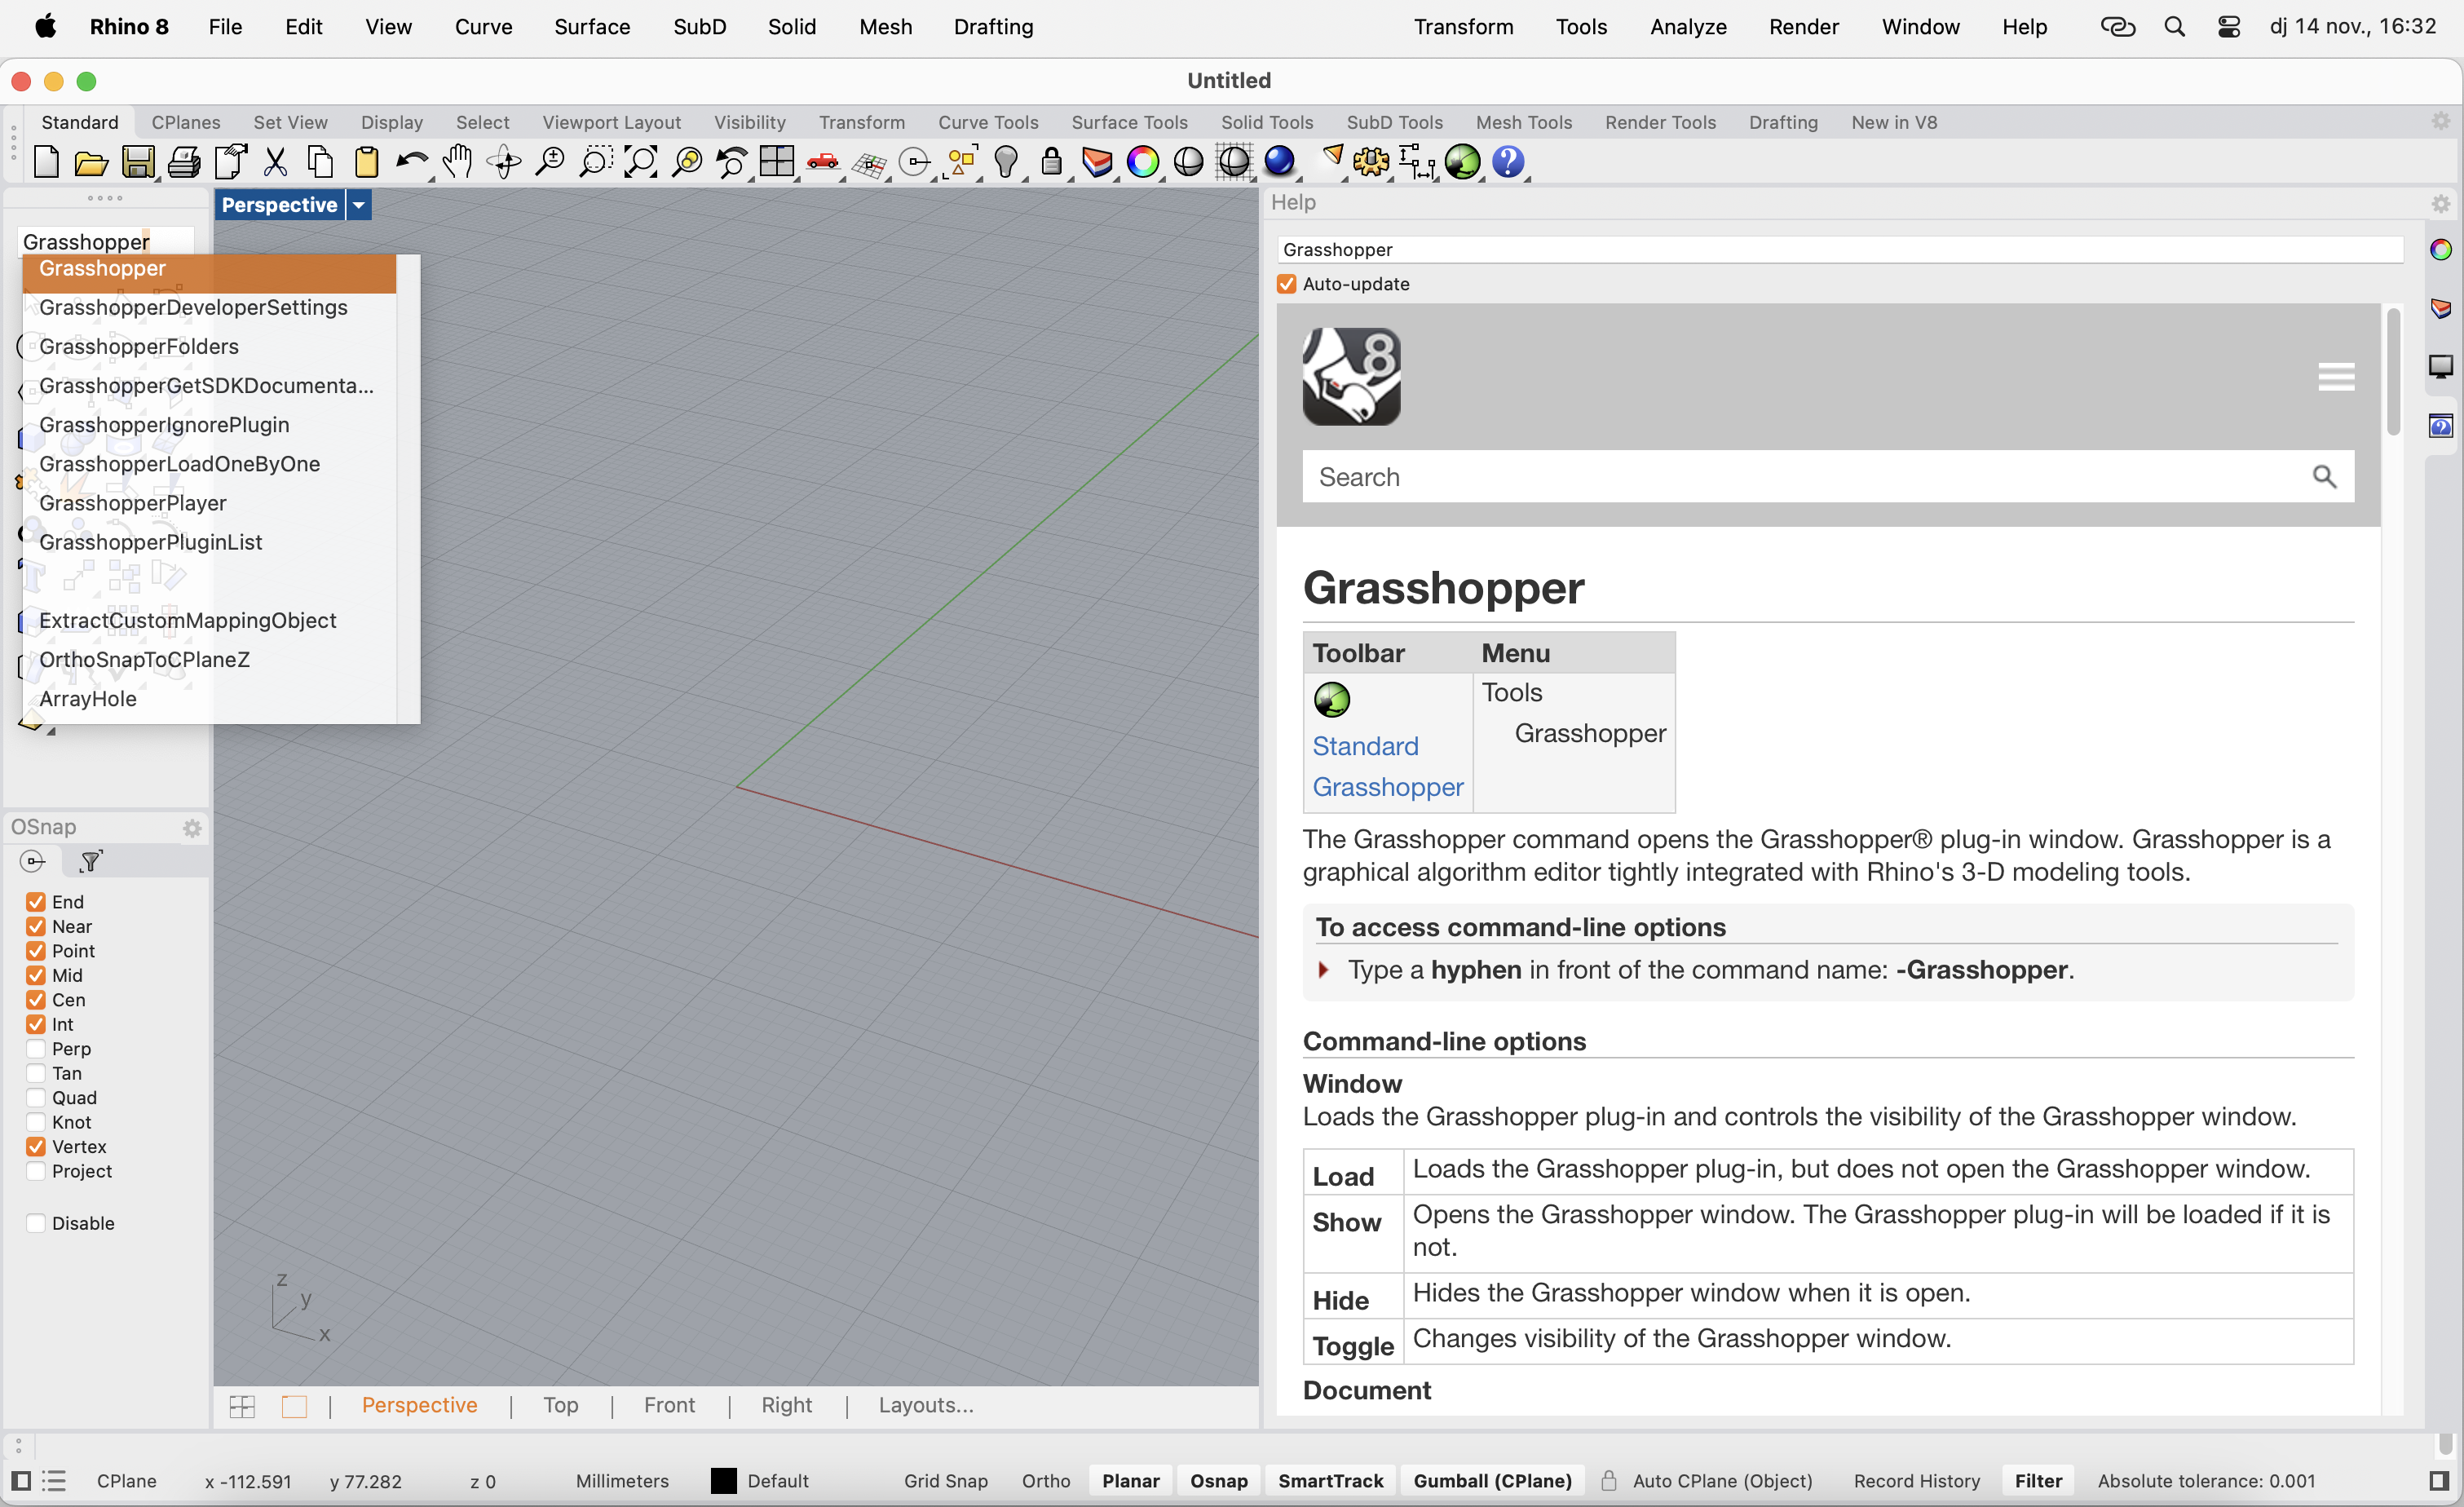 Rhino 8 File Edit View Curve Surface SubD Solid Mesh Drafting Transform Tools Analyze Render Window Help dj 14 nov., 16:32
Untitled
Standard CPlanes Set View Display Select Viewport Layout Visibility Transform Curve Tools Surface Tools Solid Tools SubD Tools Mesh Tools Render Tools Drafting New in V8
Perspective
Grasshopper
Grasshopper
GrasshopperDeveloperSettings
GrasshopperFolders
GrasshopperGetSDKDocumenta...
GrasshopperIgnorePlugin
GrasshopperLoadOneByOne
GrasshopperPlayer
GrasshopperPluginList
ExtractCustomMappingObject
OrthoSnapToCPlaneZ
ArrayHole
OSnap
End
Near
Point
Mid
Cen
Int
Perp
Tan
Quad
Knot
Vertex
Project
Disable
z
y
x
Perspective | Top | Front | Right | Layouts...
Help
Grasshopper
Auto-update
8
Search
Grasshopper
Toolbar Menu
Standard
Grasshopper
Tools
Grasshopper
The Grasshopper command opens the Grasshopper® plug-in window. Grasshopper is a
graphical algorithm editor tightly integrated with Rhino's 3-D modeling tools.
To access command-line options
Type a hyphen in front of the command name: -Grasshopper.
Command-line options
Window
Loads the Grasshopper plug-in and controls the visibility of the Grasshopper window.
Load Loads the Grasshopper plug-in, but does not open the Grasshopper window.
Show Opens the Grasshopper window. The Grasshopper plug-in will be loaded if it is
not.
Hide Hides the Grasshopper window when it is open.
Toggle Changes visibility of the Grasshopper window.
Document
CPlane x -112.591 y 77.282 z 0 Millimeters Default Grid Snap Ortho Planar Osnap SmartTrack Gumball (CPlane) Auto CPlane (Object) Record History Filter Absolute tolerance: 0.001